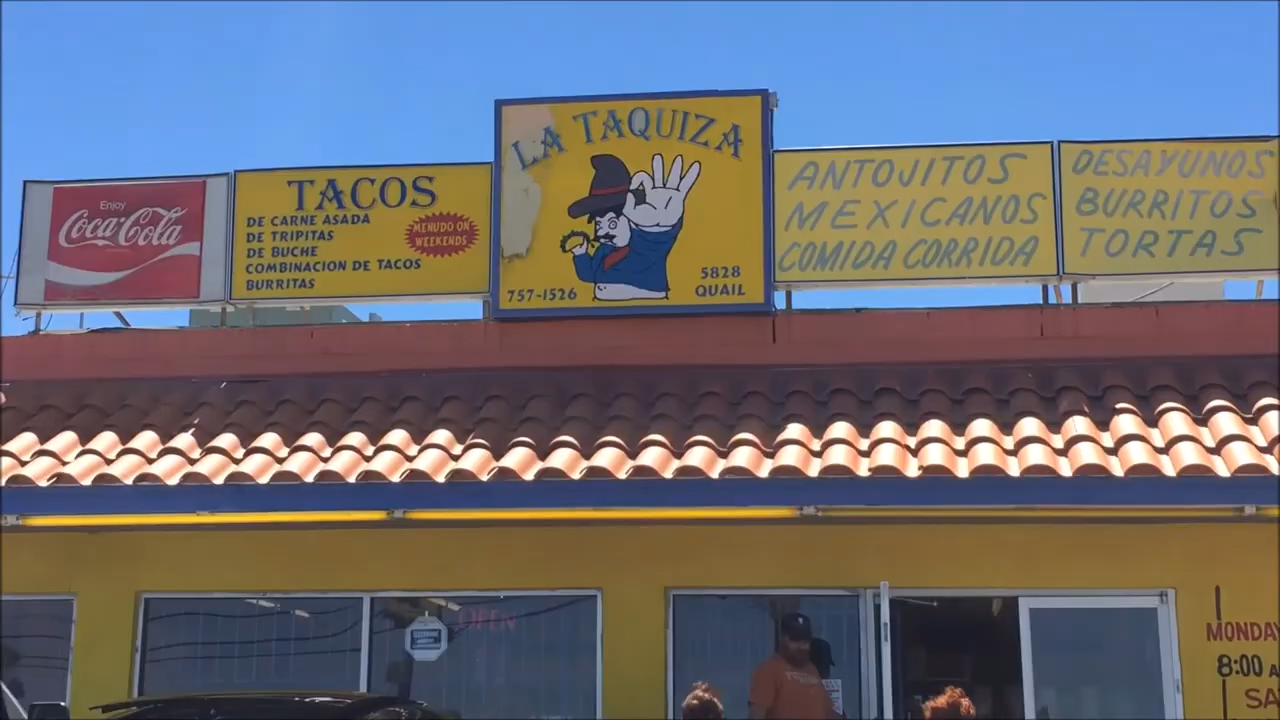 Enjoy
Coca-Cola
TACOS
DE CARNE ASADA
DE TRIPITAS
DE BUCHE
COMBINACION DE TACOS
BURRITAS
MENUDO ON
WEEKENDS
LA TAQUIZA
757-1526
5828
QUAIL
ANTOJITOS
MEXICANOS
COMIDA CORRIDA
DESAYUNOS
BURRITOS
TORTAS
OPEN
MONDAY
8:00 A
SA